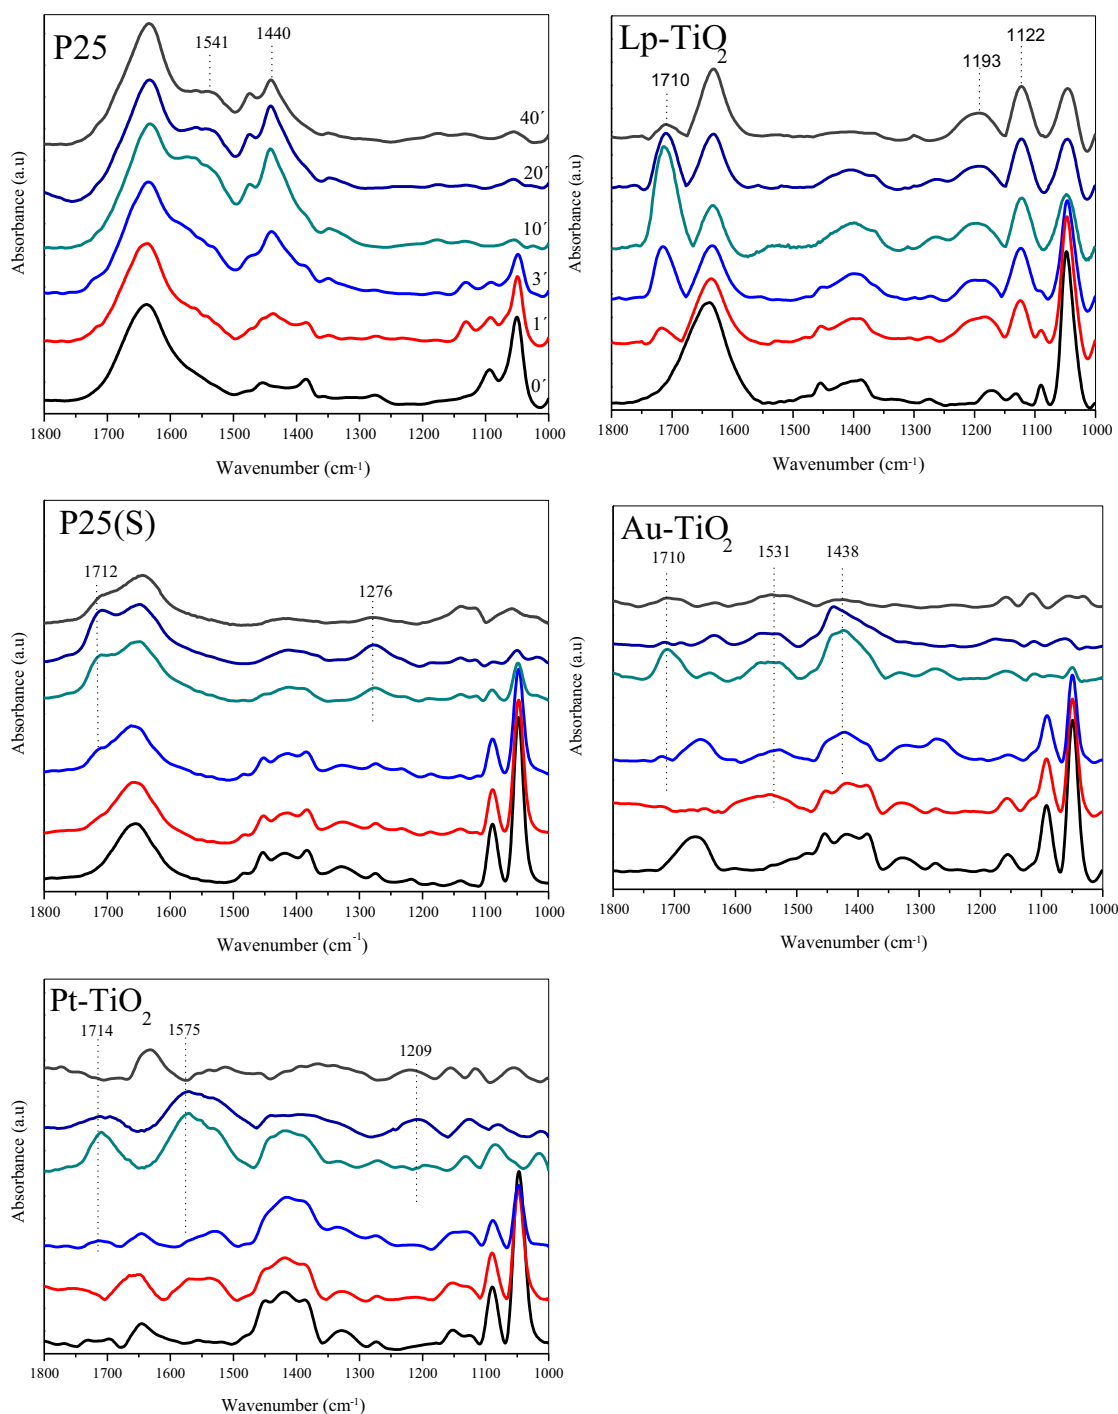 P25
1541
1440
40´
20´
10´
3´
1´
0´
Absorbance (a.u)
1800 1700 1600 1500 1400 1300 1200 1100 1000
Wavenumber (cm-1)
Lp-TiO2
1710
1193
1122
Absorbance (a.u)
1800 1700 1600 1500 1400 1300 1200 1100 1000
Wavenumber (cm-1)
P25(S)
1712
1276
Absorbance (a.u)
1800 1700 1600 1500 1400 1300 1200 1100 1000
Wavenumber (cm-1)
Au-TiO2
1710
1531
1438
Absorbance (a.u)
1800 1700 1600 1500 1400 1300 1200 1100 1000
Wavenumber (cm-1)
Pt-TiO2
1714
1575
1209
Absorbance (a.u)
1800 1700 1600 1500 1400 1300 1200 1100 1000
Wavenumber (cm-1)